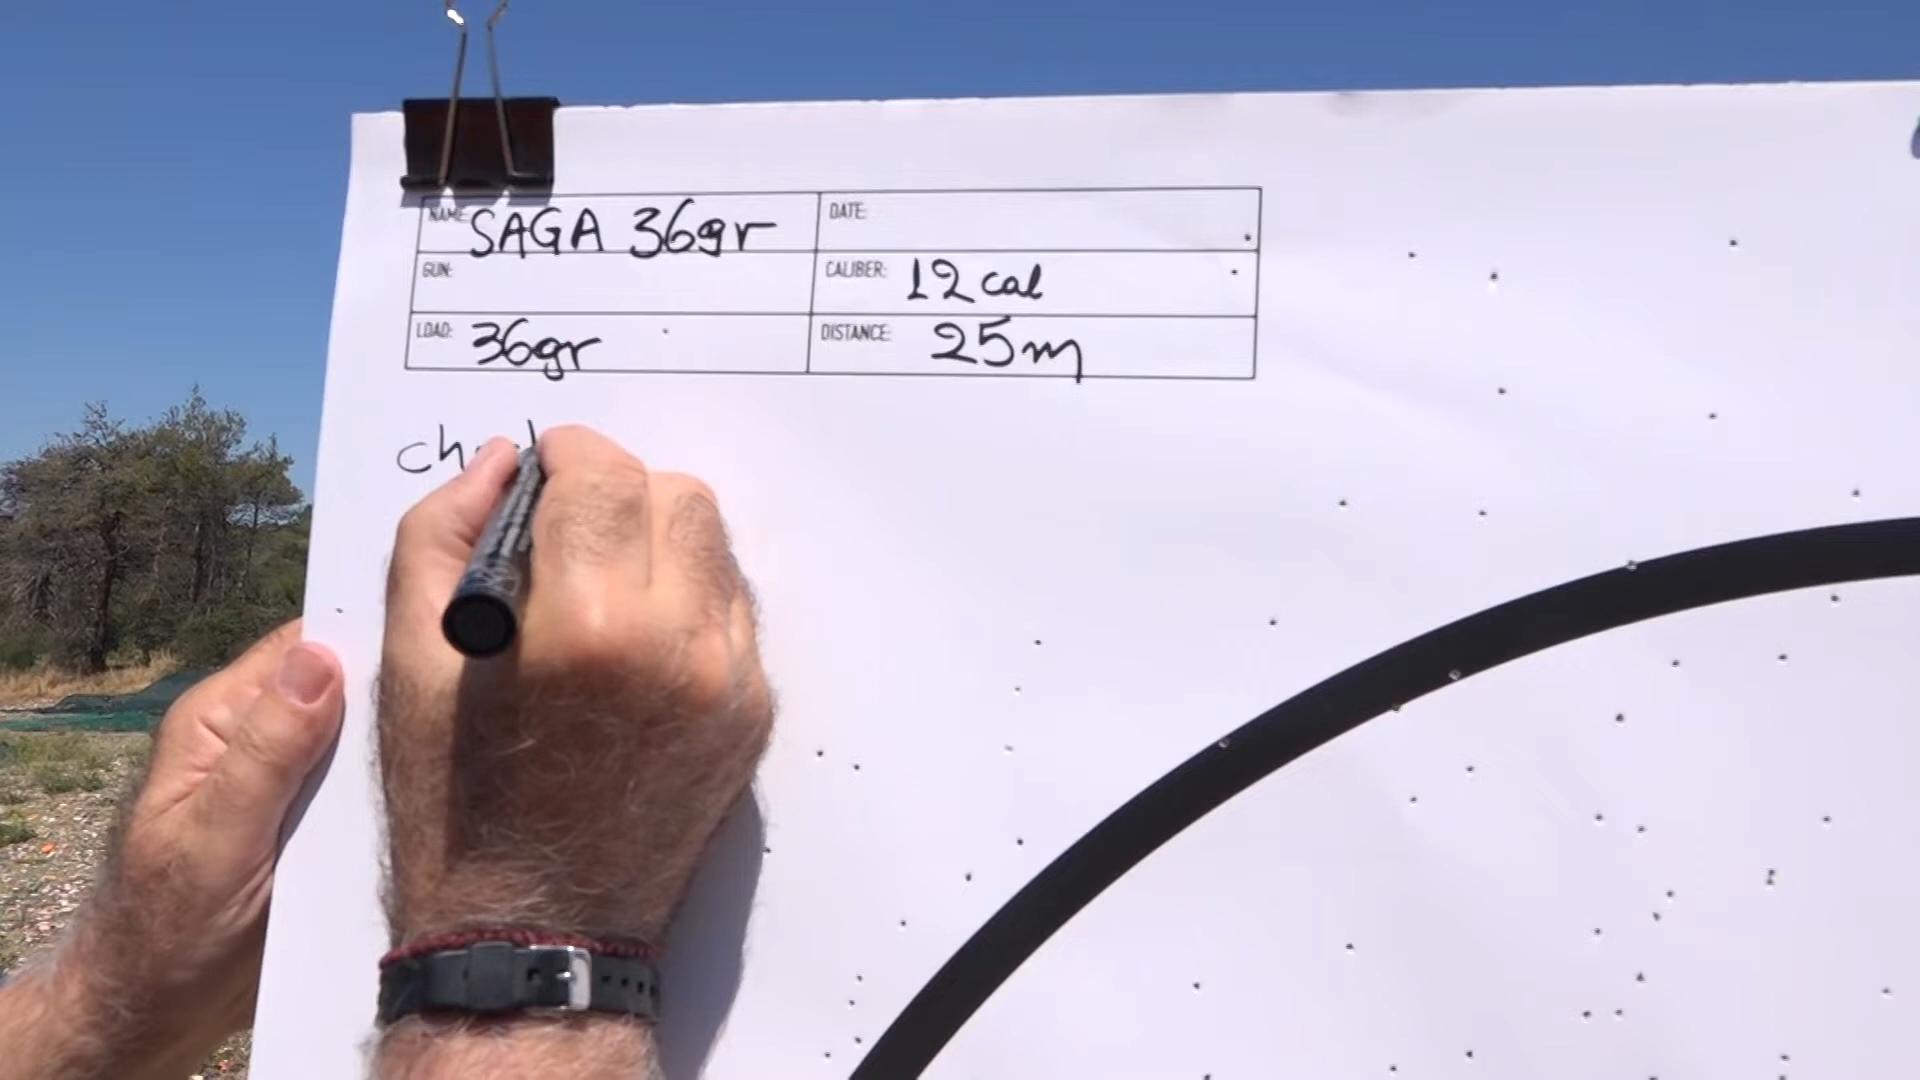 NAME: SAGA 36gr DATE:
GUN: CALIBER: 12 cal
LOAD: 36gr DISTANCE: 25m